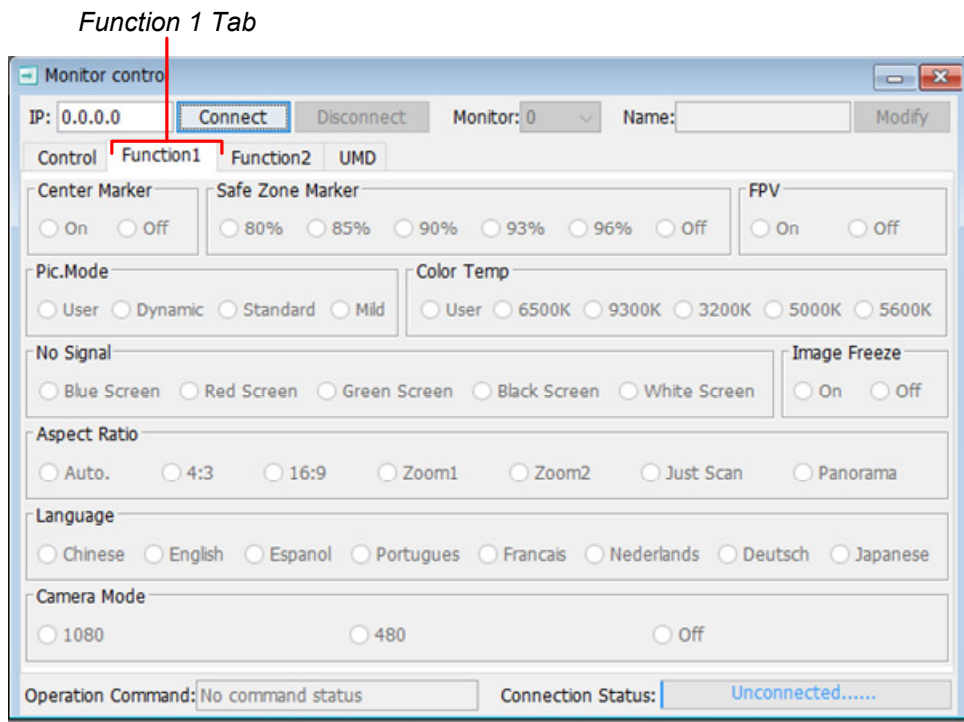 Function 1 Tab
Monitor control
IP: 0.0.0.0 Connect Disconnect Monitor: 0 Name: Modify
Control Function1 Function2 UMD
Center Marker Safe Zone Marker FPV
On Off 80% 85% 90% 93% 96% Off On Off
Pic.Mode Color Temp
User Dynamic Standard Mild User 6500K 9300K 3200K 5000K 5600K
No Signal Image Freeze
Blue Screen Red Screen Green Screen Black Screen White Screen On Off
Aspect Ratio
Auto. 4:3 16:9 Zoom1 Zoom2 Just Scan Panorama
Language
Chinese English Espanol Portugues Francais Nederlands Deutsch Japanese
Camera Mode
1080 480 Off
Operation Command: No command status Connection Status: Unconnected......